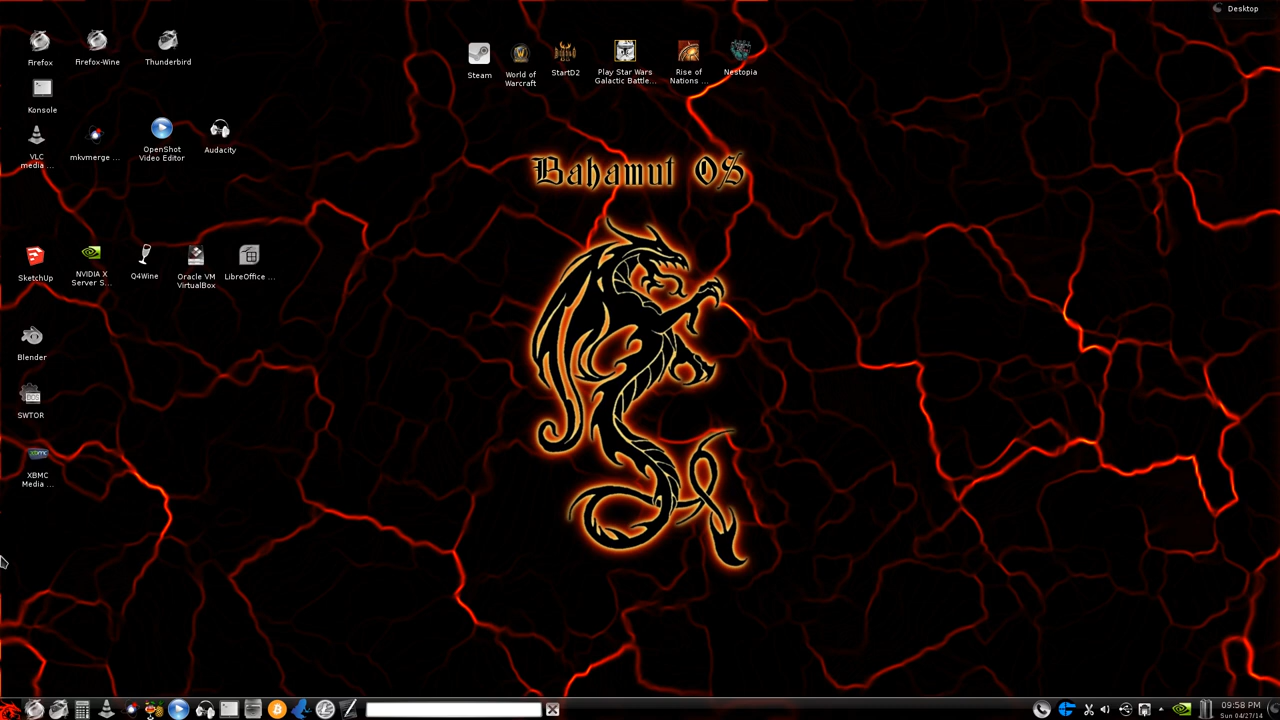 Desktop
Firefox
Firefox-Wine
Thunderbird
Steam
World of
Warcraft
StartD2
Play Star Wars
Galactic Battle...
Rise of
Nations ...
Nestopia
Konsole
VLC
media ...
mkvmerge ...
OpenShot
Video Editor
Audacity
Bahamut OS
SketchUp
NVIDIA X
Server S...
Q4Wine
Oracle VM
VirtualBox
LibreOffice ...
Blender
DOS
SWTOR
xbmc
XBMC
Media ...
09:58 PM
Sun 04/27/14